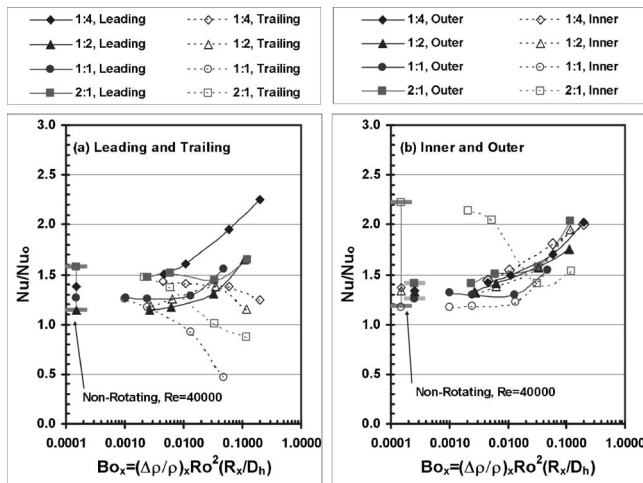 1:4, Leading 1:4, Trailing
1:2, Leading 1:2, Trailing
1:1, Leading 1:1, Trailing
2:1, Leading 2:1, Trailing
1:4, Outer 1:4, Inner
1:2, Outer 1:2, Inner
1:1, Outer 1:1, Inner
2:1, Outer 2:1, Inner
3.0
(a) Leading and Trailing
2.5
2.0
Nu/Nuo
1.5
1.0
Non-Rotating, Re=40000
0.5
0.0
0.0001 0.0010 0.0100 0.1000 1.0000
Box=(Δρ/ρ)xRo²(Rx/Dh)
3.0
(b) Inner and Outer
2.5
2.0
Nu/Nuo
1.5
1.0
Non-Rotating, Re=40000
0.5
0.0
0.0001 0.0010 0.0100 0.1000 1.0000
Box=(Δρ/ρ)xRo²(Rx/Dh)